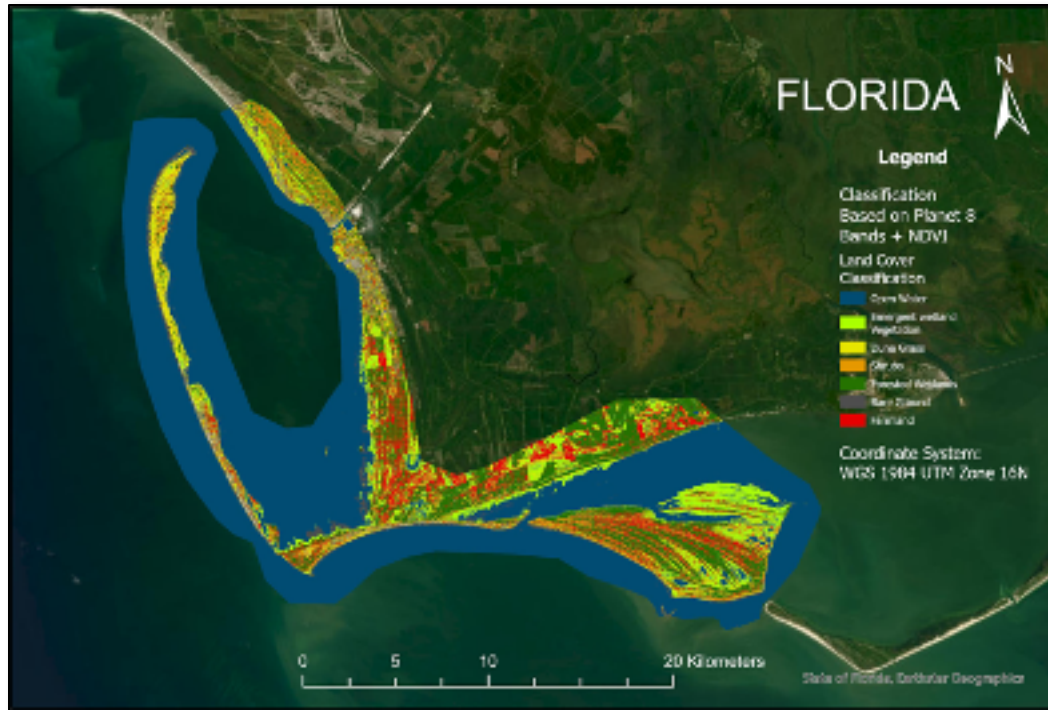 FLORIDA
N
Legend
Classification
Based on Planet 8
Bands + NDVI
Land Cover
Classification
Open Water
Emergent wetland
Vegetation
Dune Grass
Shrubs
Forested Wetlands
Bare Ground
Coordinate System:
WGS 1984 UTM Zone 16N
0 5 10 20 Kilometers
State of Florida, Earthstar Geographics